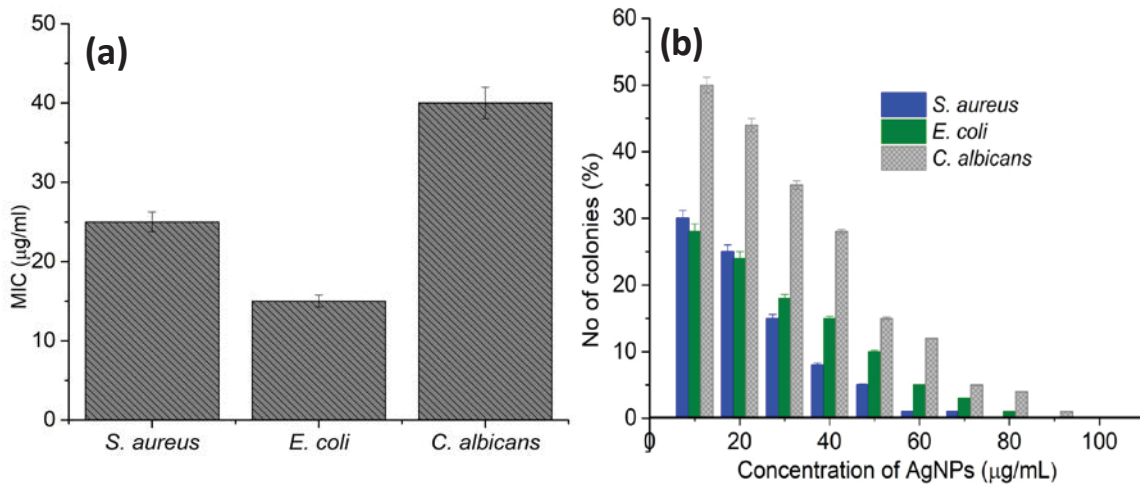 (a)
50
40
30
20
10
0
MIC (μg/ml)
S. aureus
E. coli
C. albicans
(b)
60
50
40
30
20
10
0
No of colonies (%)
S. aureus
E. coli
C. albicans
0
20
40
60
80
100
Concentration of AgNPs (μg/mL)